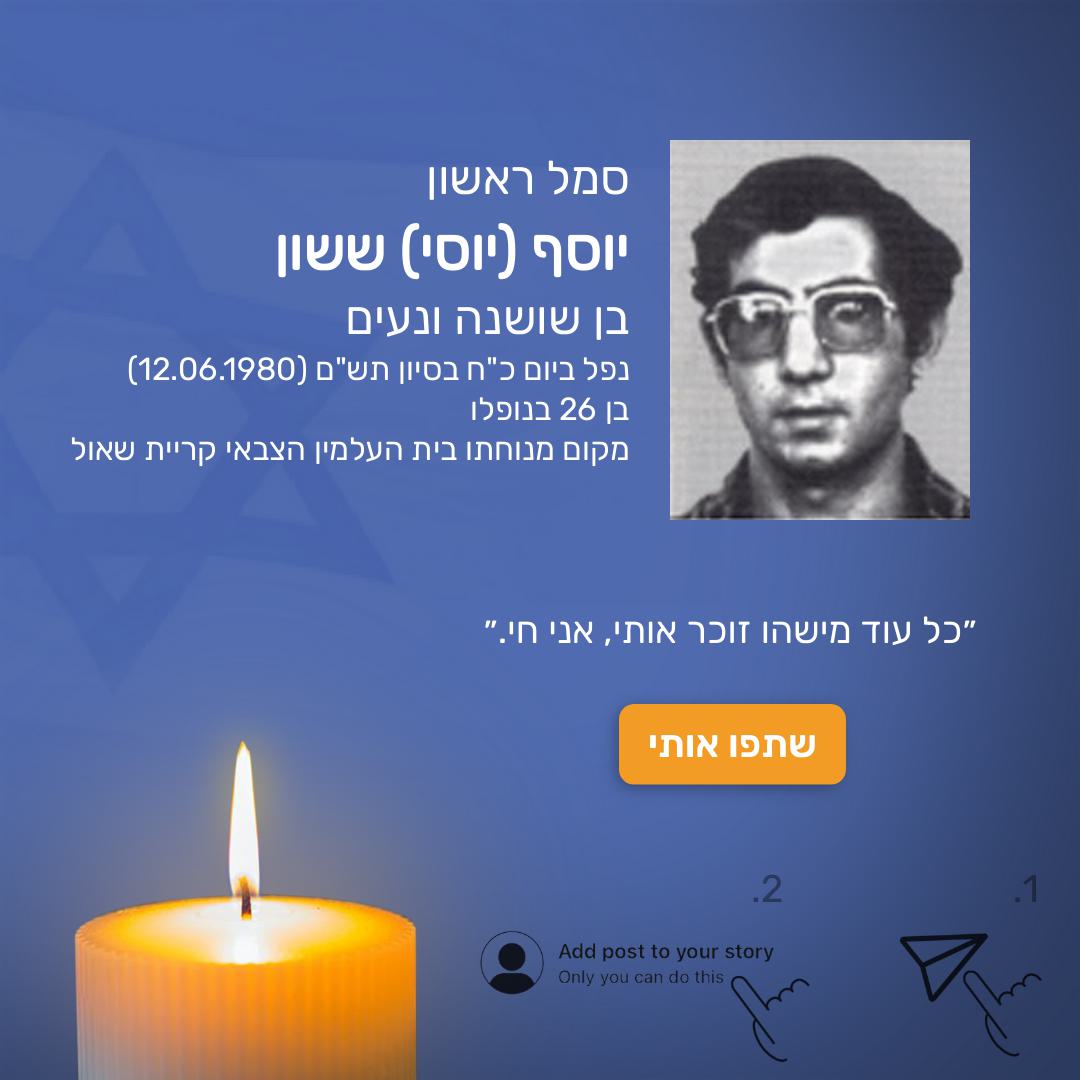 סמל ראשון
יוסף (יוסי) ששון
בן שושנה ונעים
נפל ביום כ"ח בסיון תש"ם (12.06.1980)
בן 26 בנופלו
מקום מנוחתו בית העלמין הצבאי קריית שאול
״כל עוד מישהו זוכר אותי, אני חי.״
שתפו אותי
1.
2.
Add post to your story
Only you can do this